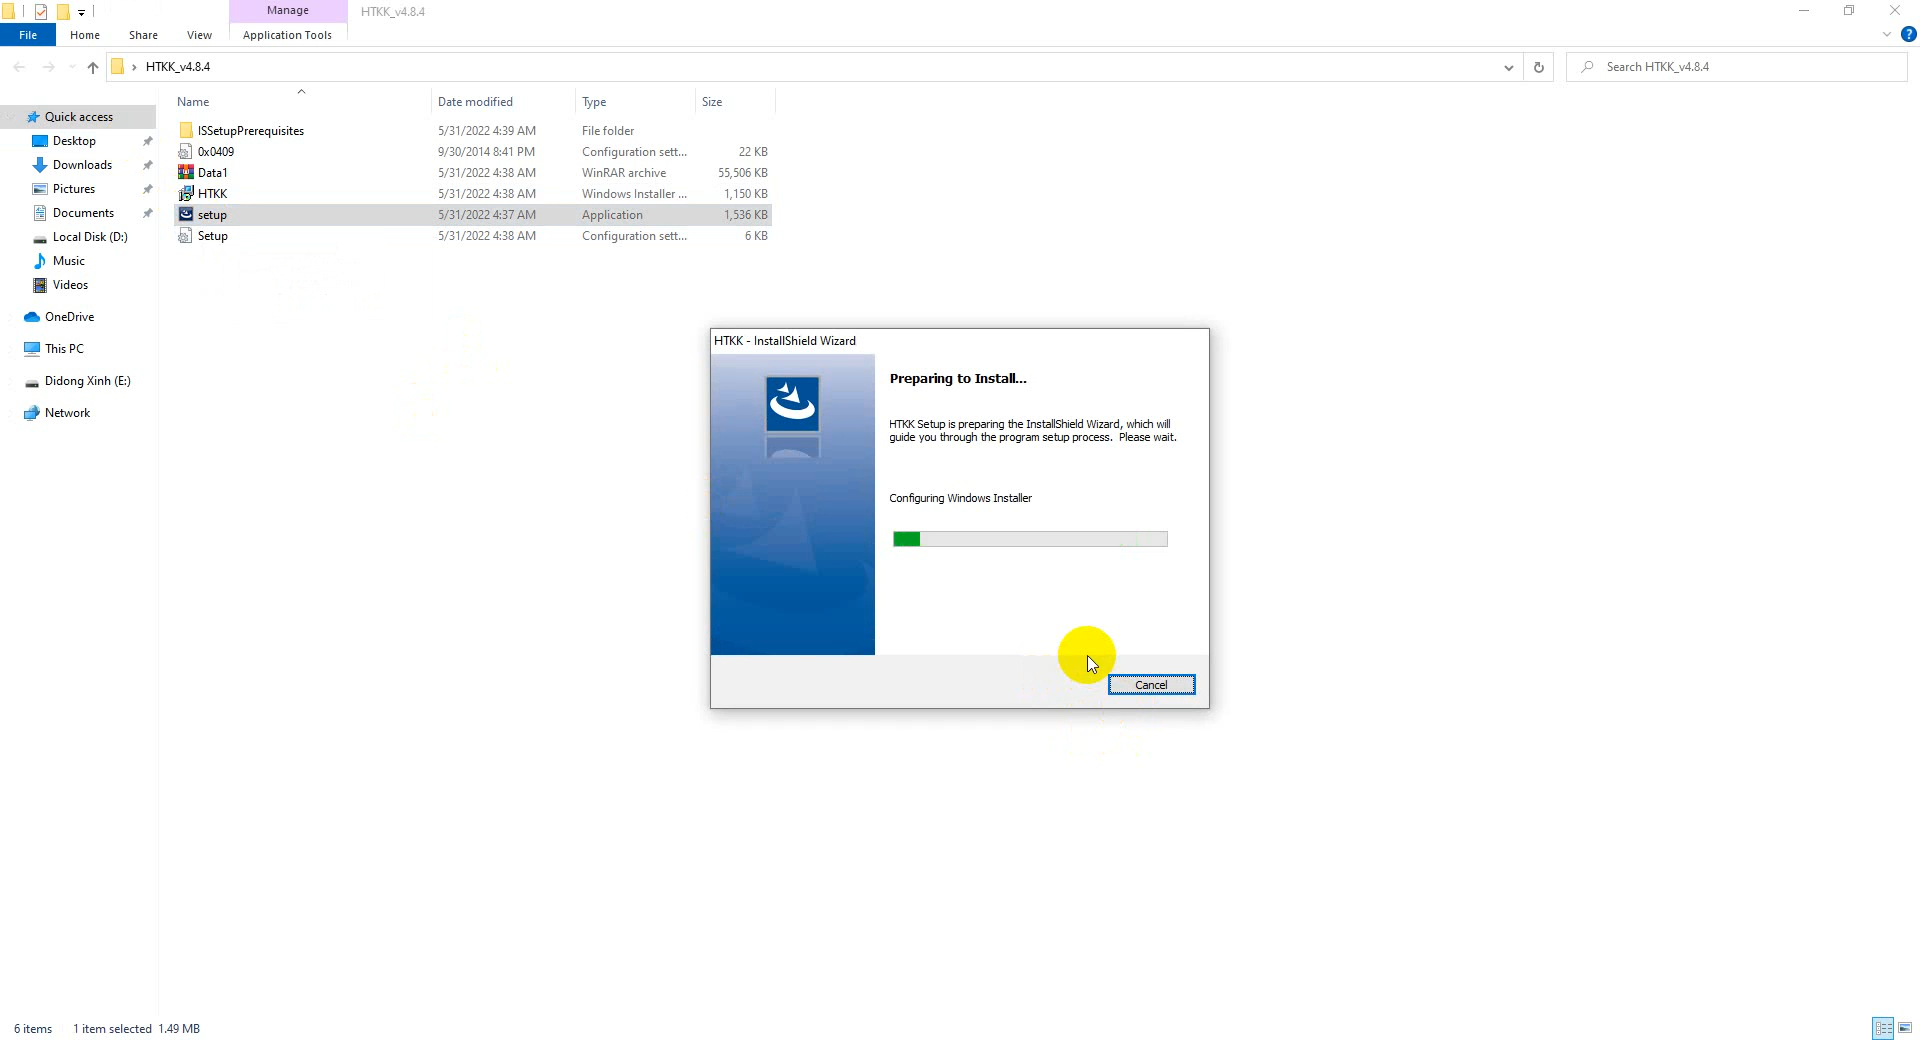 Manage
HTKK_v4.8.4
File
Home
Share
View
Application Tools
HTKK_v4.8.4
Search HTKK_v4.8.4
Name
Date modified
Type
Size
Quick access
Desktop
Downloads
Pictures
Documents
Local Disk (D:)
Music
Videos
OneDrive
This PC
Didong Xinh (E:)
Network
ISSetupPrerequisites 5/31/2022 4:39 AM File folder
0x0409 9/30/2014 8:41 PM Configuration sett... 22 KB
Data1 5/31/2022 4:38 AM WinRAR archive 55,506 KB
HTKK 5/31/2022 4:38 AM Windows Installer ... 1,150 KB
setup 5/31/2022 4:37 AM Application 1,536 KB
Setup 5/31/2022 4:38 AM Configuration sett... 6 KB
HTKK - InstallShield Wizard
Preparing to Install...
HTKK Setup is preparing the InstallShield Wizard, which will
guide you through the program setup process. Please wait.
Configuring Windows Installer
Cancel
6 items
1 item selected 1.49 MB